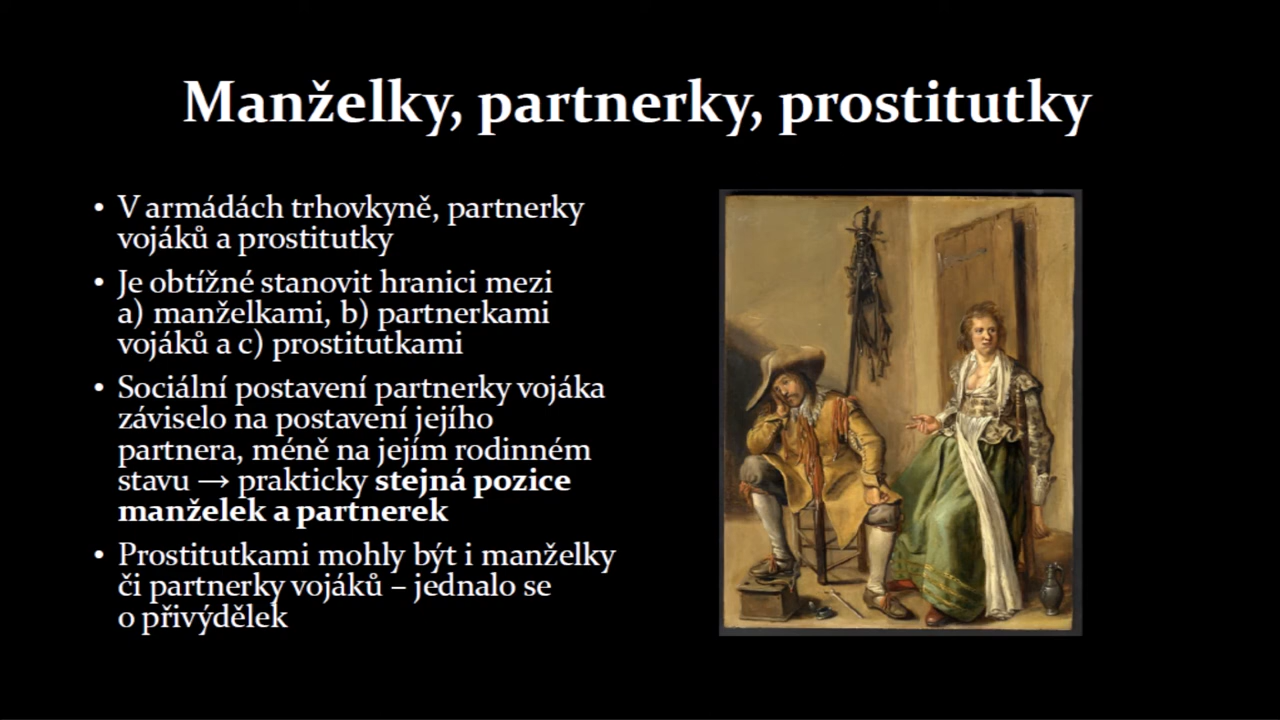 Manželky, partnerky, prostitutky
• V armádách trhovkyně, partnerky
vojáků a prostitutky
• Je obtížné stanovit hranici mezi
a) manželkami, b) partnerkami
vojáků a c) prostitutkami
• Sociální postavení partnerky vojáka
záviselo na postavení jejího
partnera, méně na jejím rodinném
stavu → prakticky stejná pozice
manželek a partnerek
• Prostitutkami mohly být i manželky
či partnerky vojáků – jednalo se
o přivýdělek